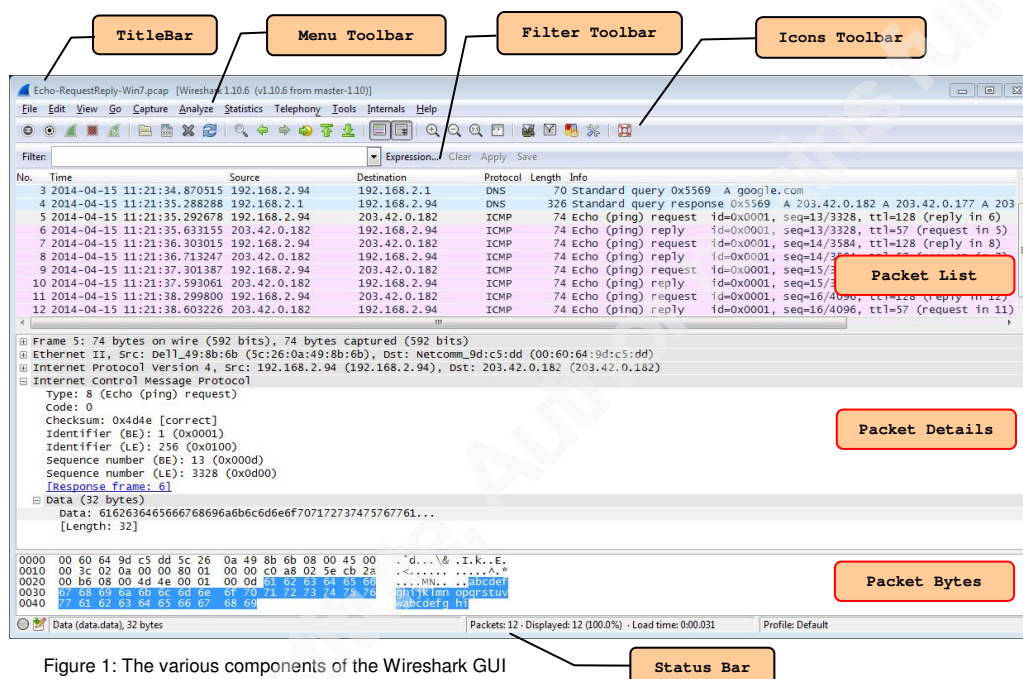 TitleBar
Menu Toolbar
Filter Toolbar
Icons Toolbar
Echo-RequestReply-Win7.pcap [Wireshark 1.10.6 (v1.10.6 from master-1.10)]
File Edit View Go Capture Analyze Statistics Telephony Tools Internals Help
Filter: Expression... Clear Apply Save
No. Time Source Destination Protocol Length Info
3 2014-04-15 11:21:34.870515 192.168.2.94 192.168.2.1 DNS 70 Standard query 0x5569 A google.com
4 2014-04-15 11:21:35.288288 192.168.2.1 192.168.2.94 DNS 326 Standard query response 0x5569 A 203.42.0.182 A 203.42.0.177 A 203
5 2014-04-15 11:21:35.292678 192.168.2.94 203.42.0.182 ICMP 74 Echo (ping) request id=0x0001, seq=13/3328, ttl=128 (reply in 6)
6 2014-04-15 11:21:35.633155 203.42.0.182 192.168.2.94 ICMP 74 Echo (ping) reply id=0x0001, seq=13/3328, ttl=57 (request in 5)
7 2014-04-15 11:21:36.303015 192.168.2.94 203.42.0.182 ICMP 74 Echo (ping) request id=0x0001, seq=14/3584, ttl=128 (reply in 8)
8 2014-04-15 11:21:36.713247 203.42.0.182 192.168.2.94 ICMP 74 Echo (ping) reply id=0x0001, seq=14/3584, ttl=57 (request in 7)
9 2014-04-15 11:21:37.301387 192.168.2.94 203.42.0.182 ICMP 74 Echo (ping) request id=0x0001, seq=15/3
10 2014-04-15 11:21:37.593061 203.42.0.182 192.168.2.94 ICMP 74 Echo (ping) reply id=0x0001, seq=15/3
11 2014-04-15 11:21:38.299800 192.168.2.94 203.42.0.182 ICMP 74 Echo (ping) request id=0x0001, seq=16/4096, ttl=128 (reply in 12)
12 2014-04-15 11:21:38.603226 203.42.0.182 192.168.2.94 ICMP 74 Echo (ping) reply id=0x0001, seq=16/4096, ttl=57 (request in 11)
Packet List
Frame 5: 74 bytes on wire (592 bits), 74 bytes captured (592 bits)
Ethernet II, Src: Dell_49:8b:6b (5c:26:0a:49:8b:6b), Dst: Netcomm_9d:c5:dd (00:60:64:9d:c5:dd)
Internet Protocol Version 4, Src: 192.168.2.94 (192.168.2.94), Dst: 203.42.0.182 (203.42.0.182)
Internet Control Message Protocol
Type: 8 (Echo (ping) request)
Code: 0
Checksum: 0x4d4e [correct]
Identifier (BE): 1 (0x0001)
Identifier (LE): 256 (0x0100)
Sequence number (BE): 13 (0x000d)
Sequence number (LE): 3328 (0x0d00)
[Response frame: 6]
Data (32 bytes)
Data: 6162636465666768696a6b6c6d6e6f707172737475767761...
[Length: 32]
Packet Details
0000 00 60 64 9d c5 dd 5c 26 0a 49 8b 6b 08 00 45 00 .`d...\& .I.k..E.
0010 00 3c 02 0a 00 00 80 01 00 00 c0 a8 02 5e cb 2a .<...... .....^.*
0020 00 b6 08 00 4d 4e 00 01 00 0d 61 62 63 64 65 66 ....MN.. ..abcdef
0030 67 68 69 6a 6b 6c 6d 6e 6f 70 71 72 73 74 75 76 ghijklmn opqrstuv
0040 77 61 62 63 64 65 66 67 68 69 wabcdefg hi
Packet Bytes
Data (data.data), 32 bytes Packets: 12 · Displayed: 12 (100.0%) · Load time: 0:00.031 Profile: Default
Figure 1: The various components of the Wireshark GUI
Status Bar